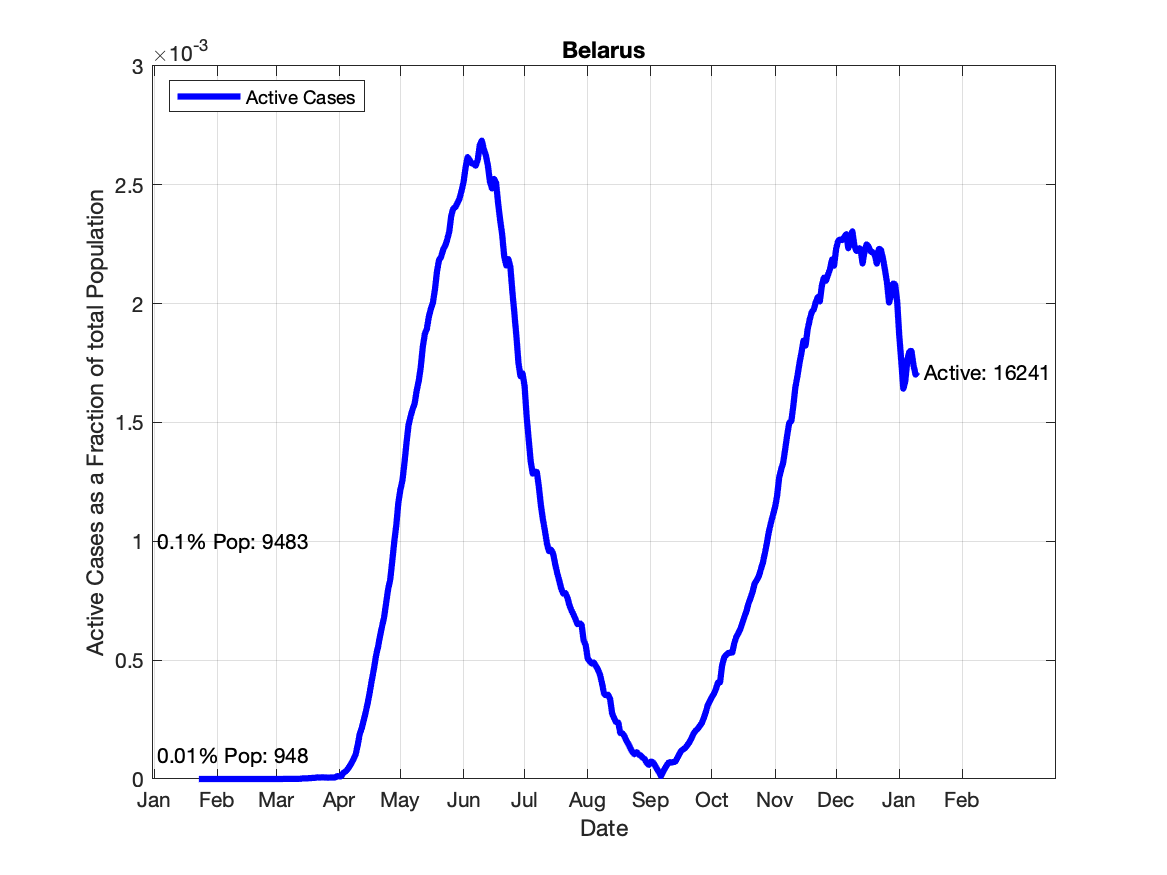 Belarus
×10-3
3
Active Cases
2.5
2
Active: 16241
1.5
1
0.1% Pop: 9483
0.5
0.01% Pop: 948
0
Jan Feb Mar Apr May Jun Jul Aug Sep Oct Nov Dec Jan Feb
Date
Active Cases as a Fraction of total Population